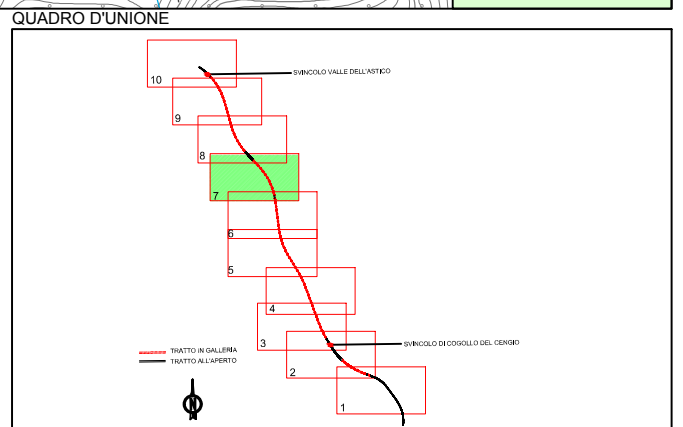 QUADRO D'UNIONE
10
SVINCOLO VALLE DELL'ASTICO
9
8
7
6
5
4
3
SVINCOLO DI COGOLLO DEL CENGIO
TRATTO IN GALLERIA
TRATTO ALL'APERTO
2
1